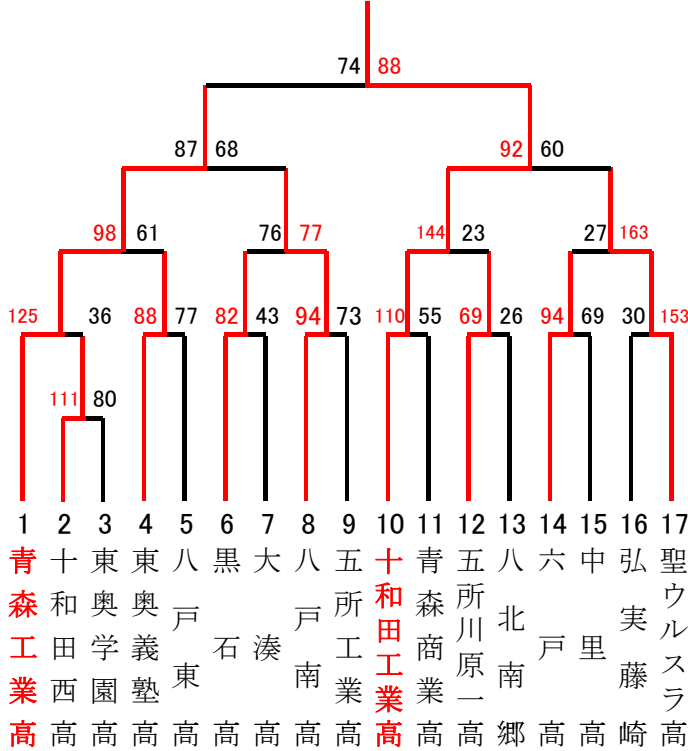 74 88
87 68 92 60
98 61 76 77 144 23 27 163
125 36 88 77 82 43 94 73 110 55 69 26 94 69 30 153
111 80
1 2 3 4 5 6 7 8 9 10 11 12 13 14 15 16 17
青森工業高
十和田西高
東奥学園高
東奥義塾高
八戸東高
黒石高
大湊高
八戸南高
五所工業高
十和田工業高
青森商業高
五所川原一高
八北南郷
六戸高
中里高
弘実藤崎
聖ウルスラ高